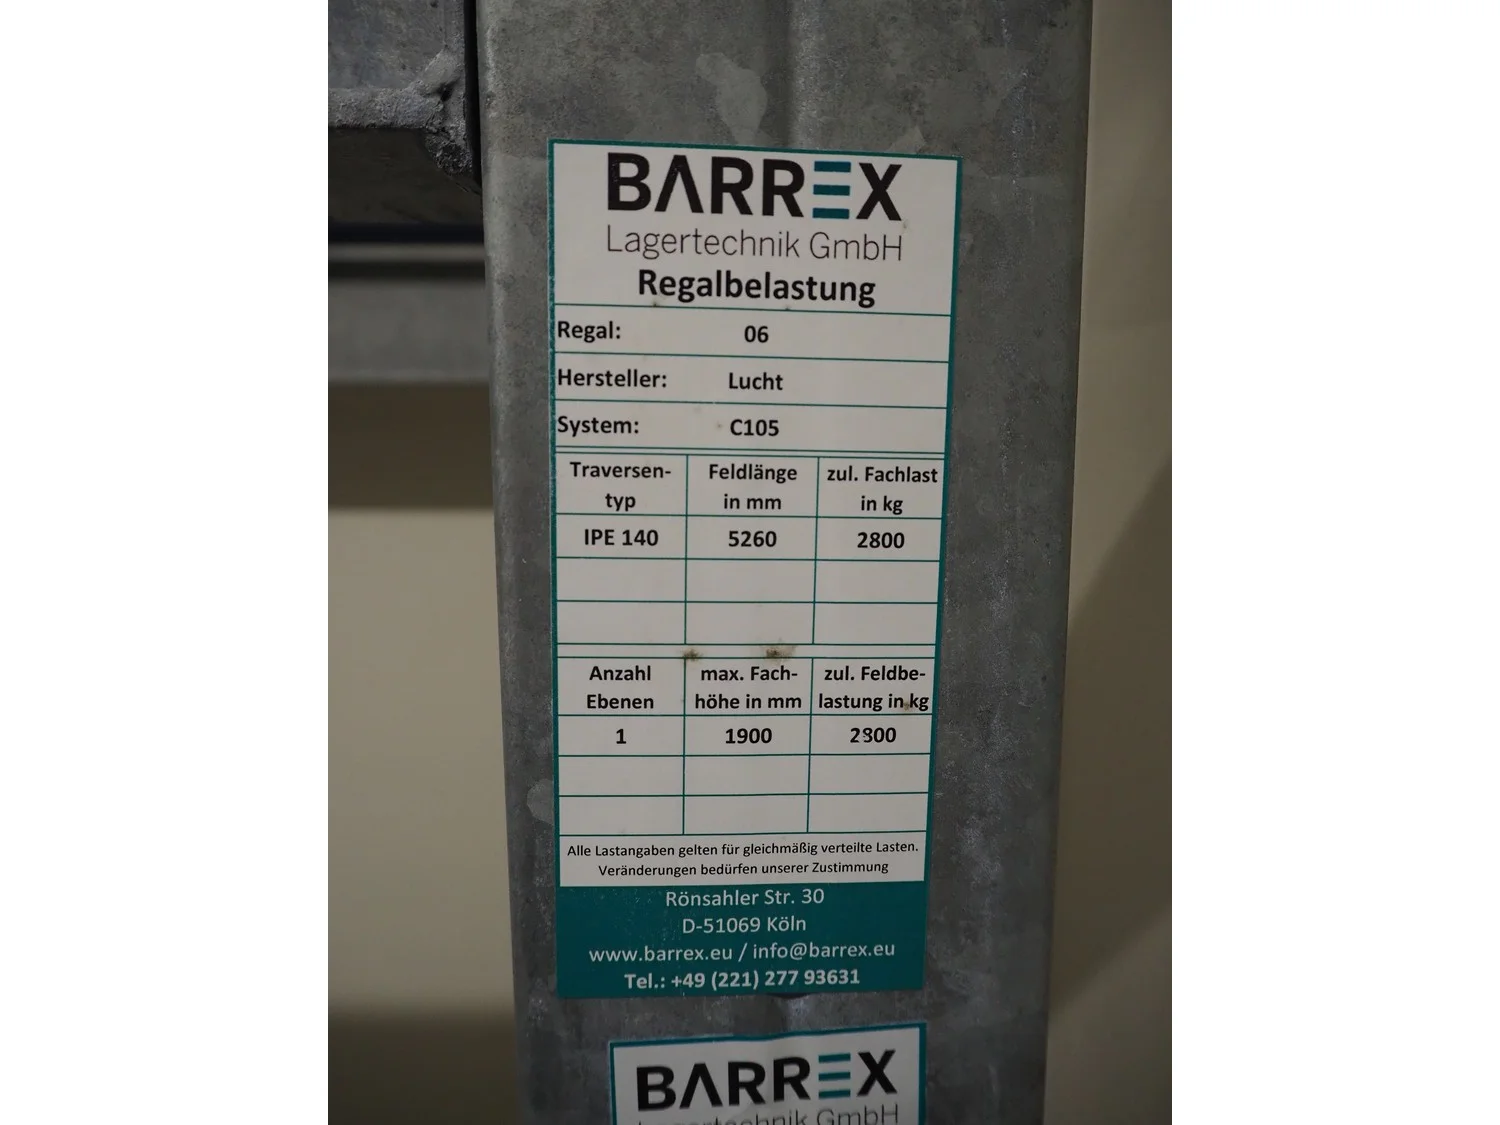 BARREX
Lagertechnik GmbH
Regalbelastung
Regal: 06
Hersteller: Lucht
System: C105
Traversen- Feldlänge zul. Fachlast
typ in mm in kg
IPE 140 5260 2800
Anzahl max. Fach- zul. Feldbe-
Ebenen höhe in mm lastung in kg
1 1900 2800
Alle Lastangaben gelten für gleichmäßig verteilte Lasten.
Veränderungen bedürfen unserer Zustimmung
Rönsahler Str. 30
D-51069 Köln
www.barrex.eu / info@barrex.eu
Tel.: +49 (221) 277 93631
BARREX
Lagertechnik GmbH